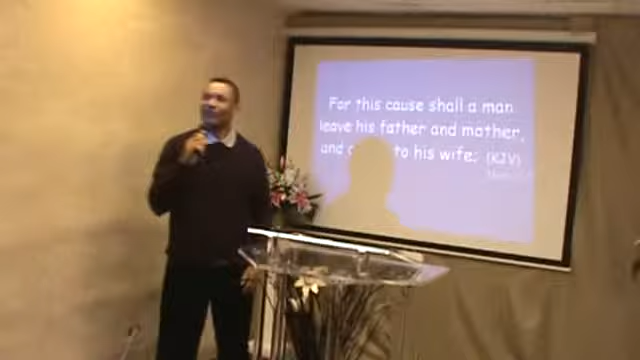 For this cause shall a man
leave his father and mother,
and to his wife; (KJV)